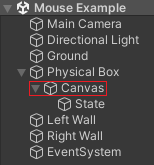 Mouse Example
Main Camera
Directional Light
Ground
Physical Box
Canvas
State
Left Wall
Right Wall
EventSystem